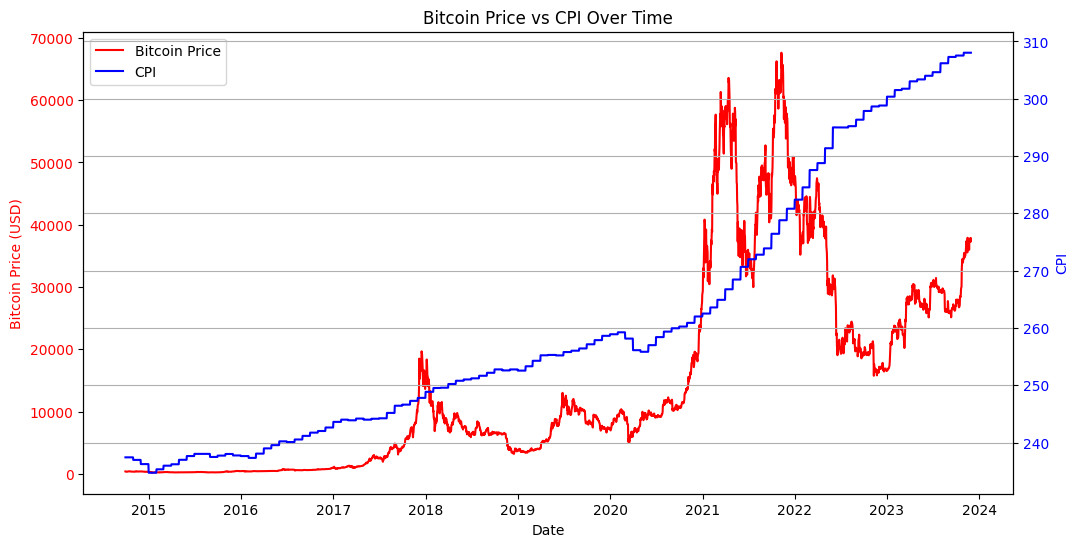 Bitcoin Price vs CPI Over Time
Bitcoin Price
CPI
Bitcoin Price (USD)
70000
60000
50000
40000
30000
20000
10000
0
310
300
290
280
270
260
250
240
CPI
2015 2016 2017 2018 2019 2020 2021 2022 2023 2024
Date